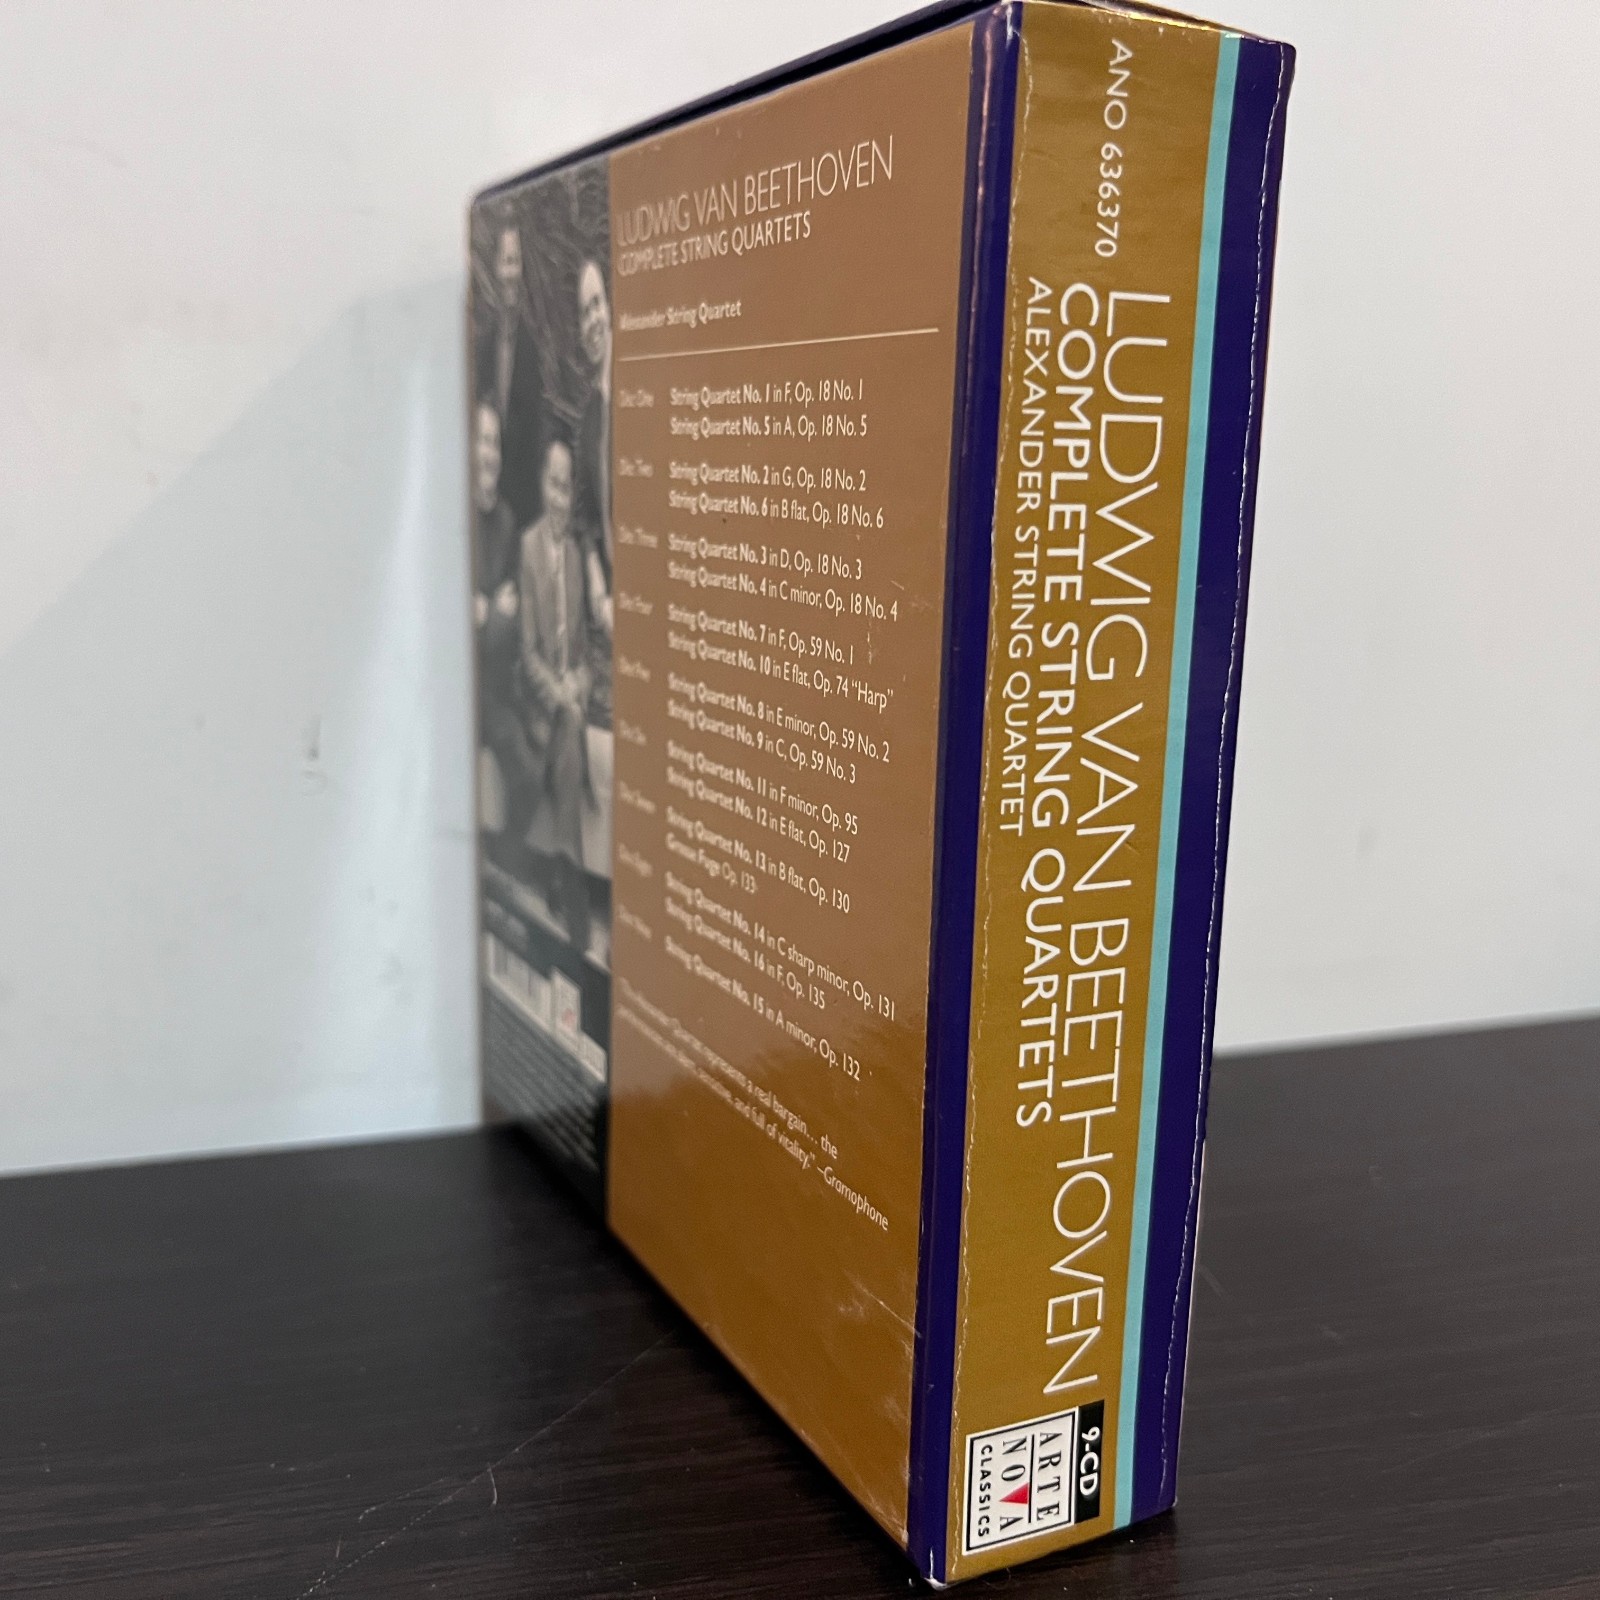 LUDWIG VAN BEETHOVEN
COMPLETE STRING QUARTETS
Alexander String Quartet
Disc One String Quartet No. 1 in F, Op. 18 No. 1
String Quartet No. 5 in A, Op. 18 No. 5
Disc Two String Quartet No. 2 in G, Op. 18 No. 2
String Quartet No. 6 in B flat, Op. 18 No. 6
Disc Three String Quartet No. 3 in D, Op. 18 No. 3
String Quartet No. 4 in C minor, Op. 18 No. 4
Disc Four String Quartet No. 7 in F, Op. 59 No. 1
String Quartet No. 10 in E flat, Op. 74 "Harp"
Disc Five String Quartet No. 8 in E minor, Op. 59 No. 2
String Quartet No. 9 in C, Op. 59 No. 3
Disc Six String Quartet No. 11 in F minor, Op. 95
String Quartet No. 12 in E flat, Op. 127
Disc Seven String Quartet No. 13 in B flat, Op. 130
Grosse Fuge Op. 133
Disc Eight String Quartet No. 14 in C sharp minor, Op. 131
String Quartet No. 16 in F, Op. 135
Disc Nine String Quartet No. 15 in A minor, Op. 132
"The Alexander Quartet represents a real bargain... the
performances are and full of vitality." –Gramophone
ANO 636370
LUDWIG VAN BEETHOVEN
COMPLETE STRING QUARTETS
ALEXANDER STRING QUARTET
9-CD
ARTE
NOVA
CLASSICS